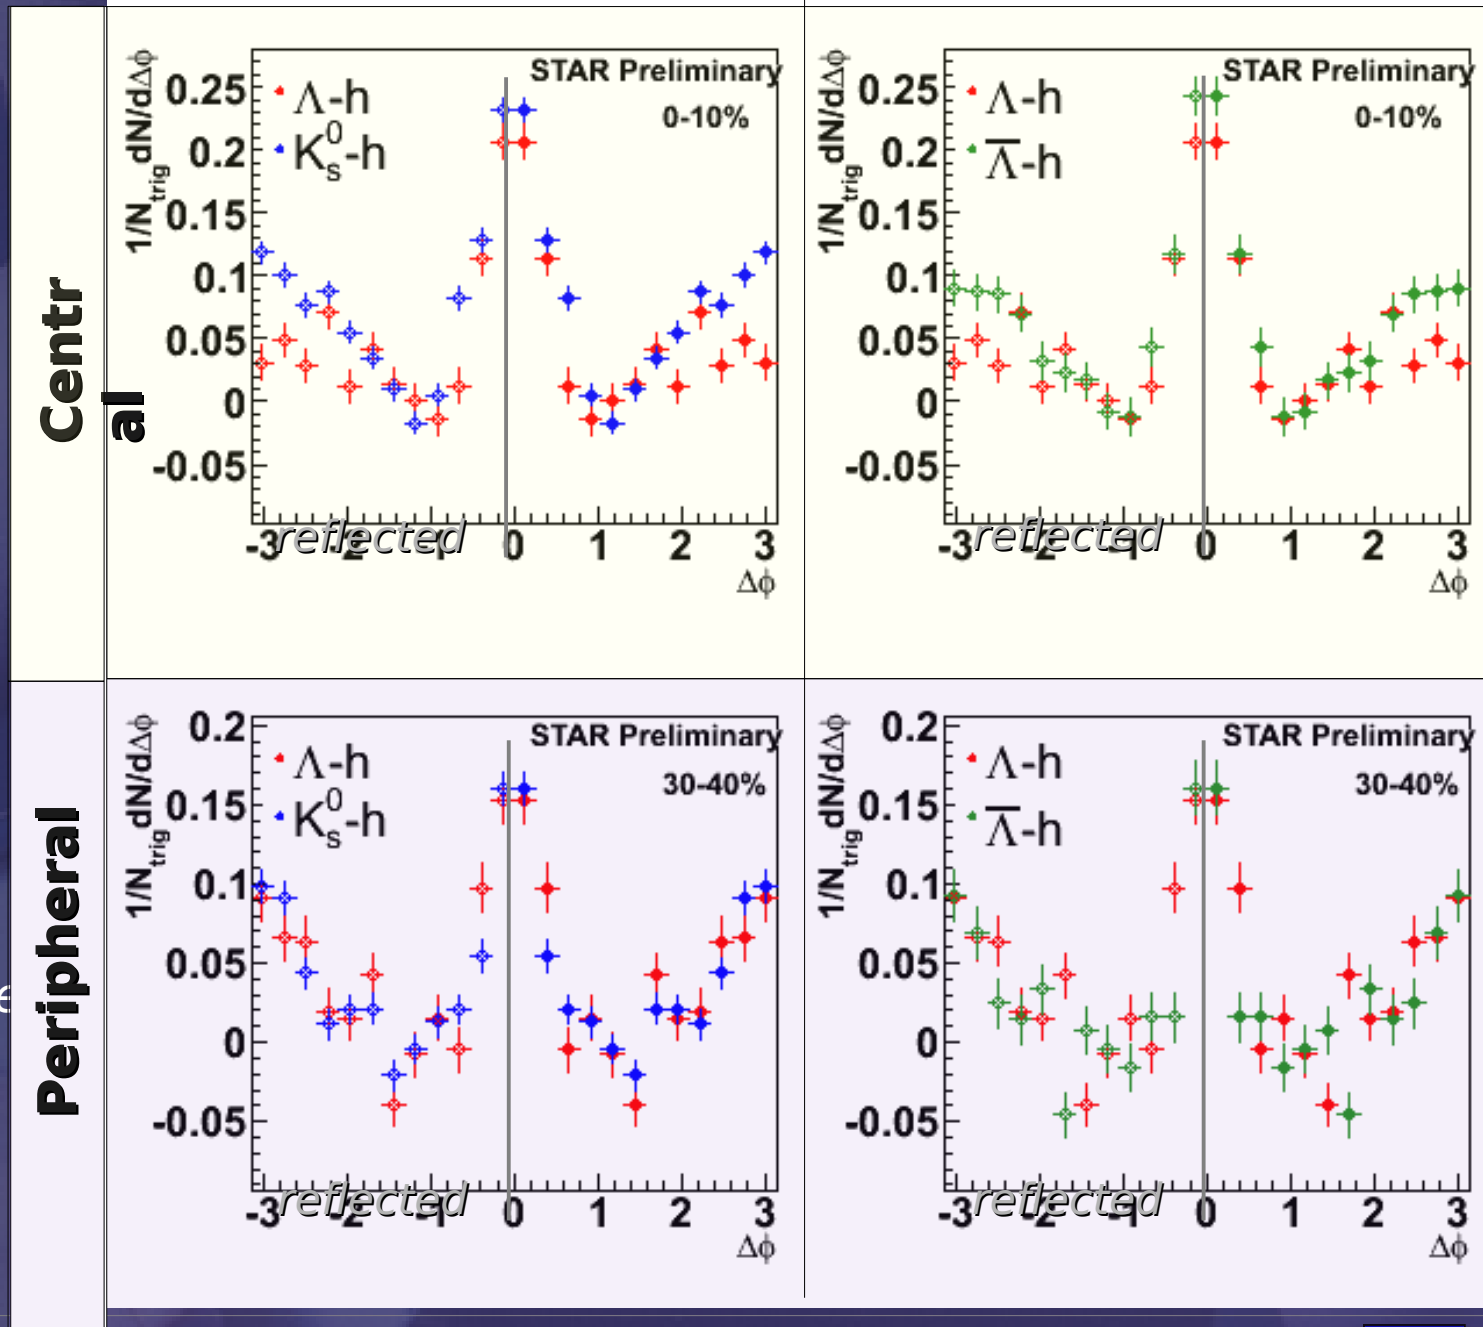 Centr
al
1/N_trig dN/dΔϕ
STAR Preliminary
0-10%
Λ-h
K⁰ₛ-h
0.25
0.2
0.15
0.1
0.05
0
-0.05
-3 -2 -1 0 1 2 3
reflected
Δϕ
1/N_trig dN/dΔϕ
STAR Preliminary
0-10%
Λ-h
Λ̅-h
0.25
0.2
0.15
0.1
0.05
0
-0.05
-3 -2 -1 0 1 2 3
reflected
Δϕ
Peripheral
e
1/N_trig dN/dΔϕ
STAR Preliminary
30-40%
Λ-h
K⁰ₛ-h
0.2
0.15
0.1
0.05
0
-0.05
-3 -2 -1 0 1 2 3
reflected
Δϕ
1/N_trig dN/dΔϕ
STAR Preliminary
30-40%
Λ-h
Λ̅-h
0.2
0.15
0.1
0.05
0
-0.05
-3 -2 -1 0 1 2 3
reflected
Δϕ